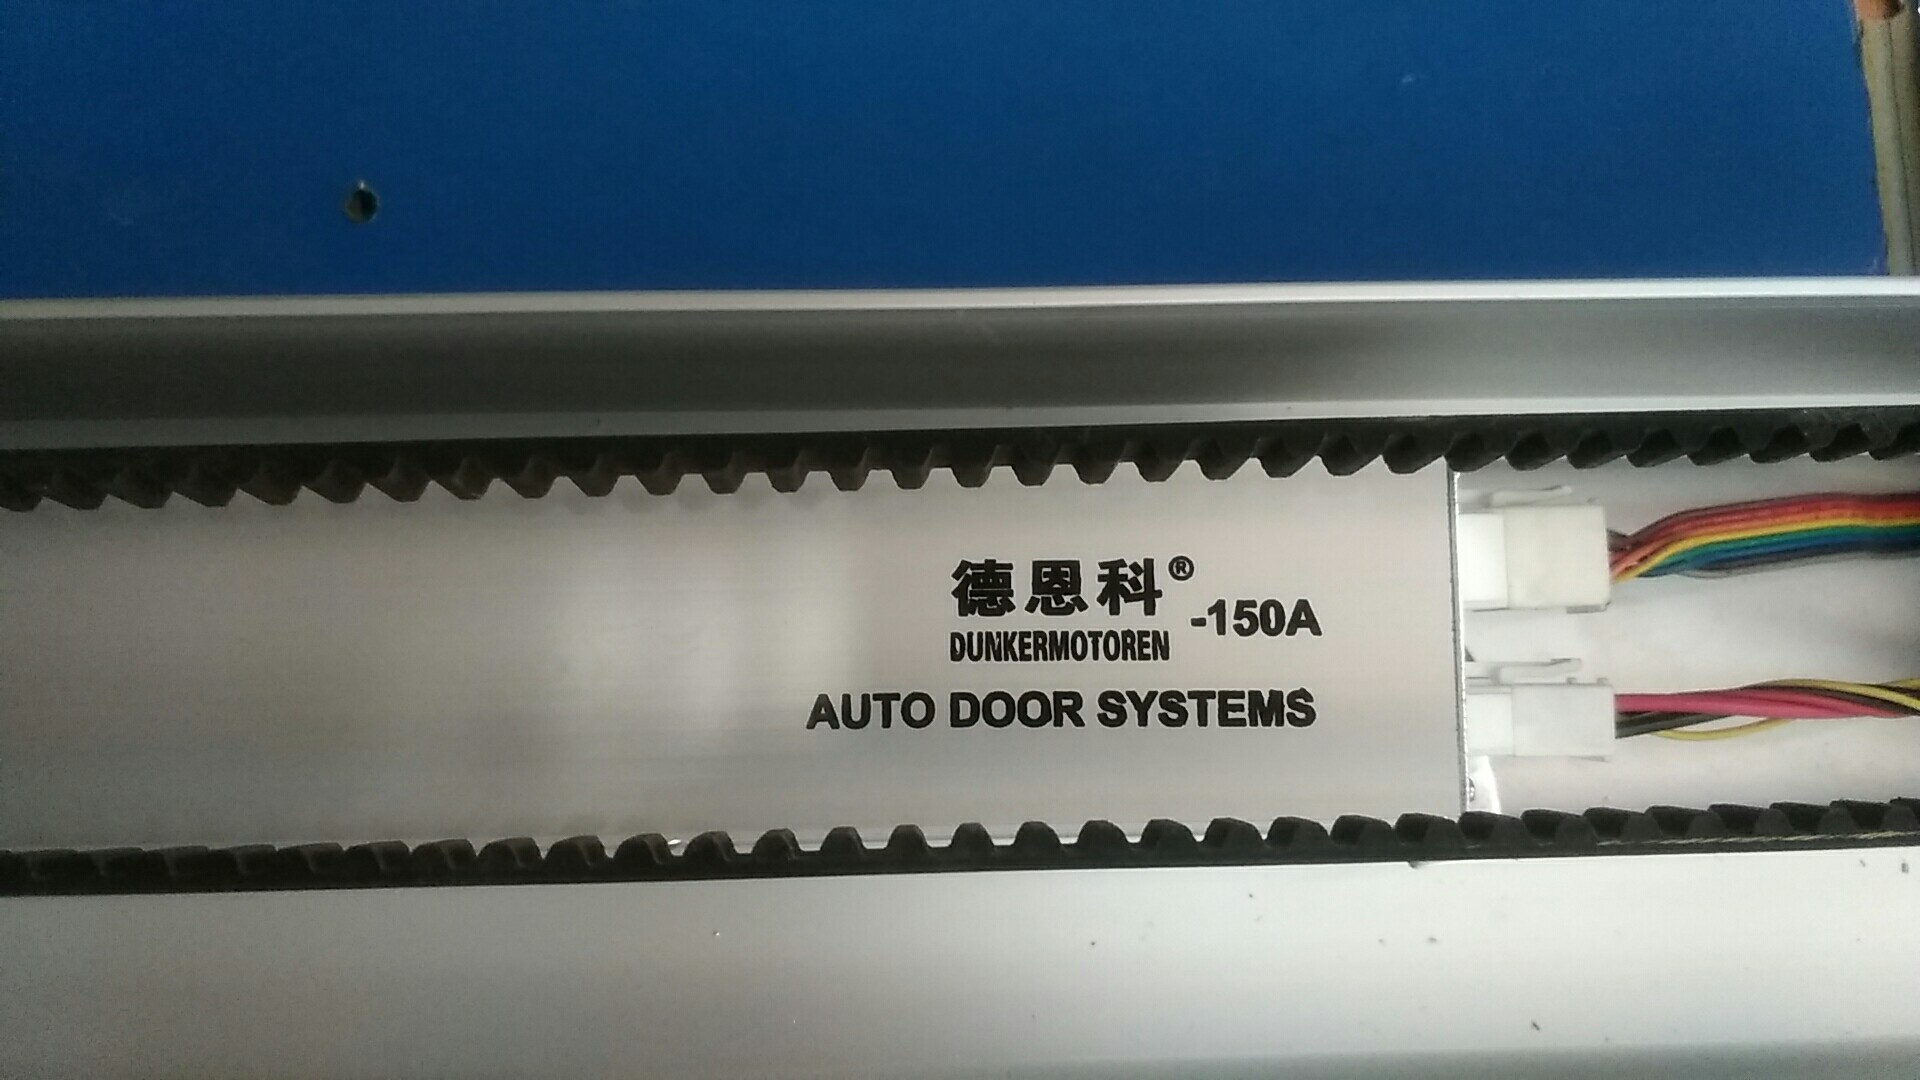 德恩科® -150A
DUNKERMOTOREN
AUTO DOOR SYSTEMS